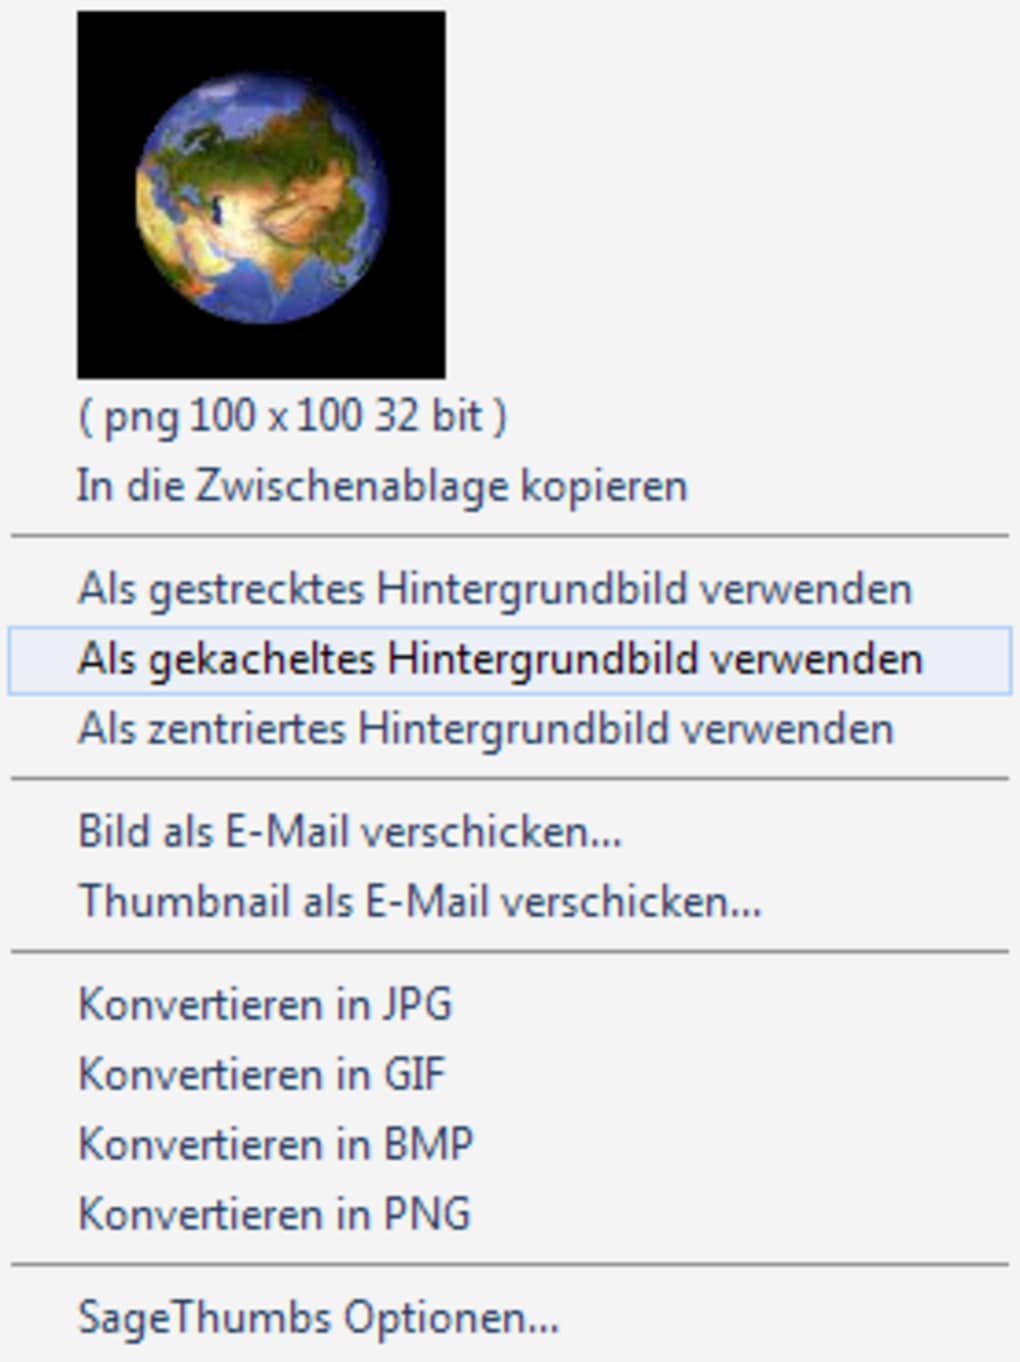 ( png 100 x 100 32 bit )
In die Zwischenablage kopieren
Als gestrecktes Hintergrundbild verwenden
Als gekacheltes Hintergrundbild verwenden
Als zentriertes Hintergrundbild verwenden
Bild als E-Mail verschicken...
Thumbnail als E-Mail verschicken...
Konvertieren in JPG
Konvertieren in GIF
Konvertieren in BMP
Konvertieren in PNG
SageThumbs Optionen...